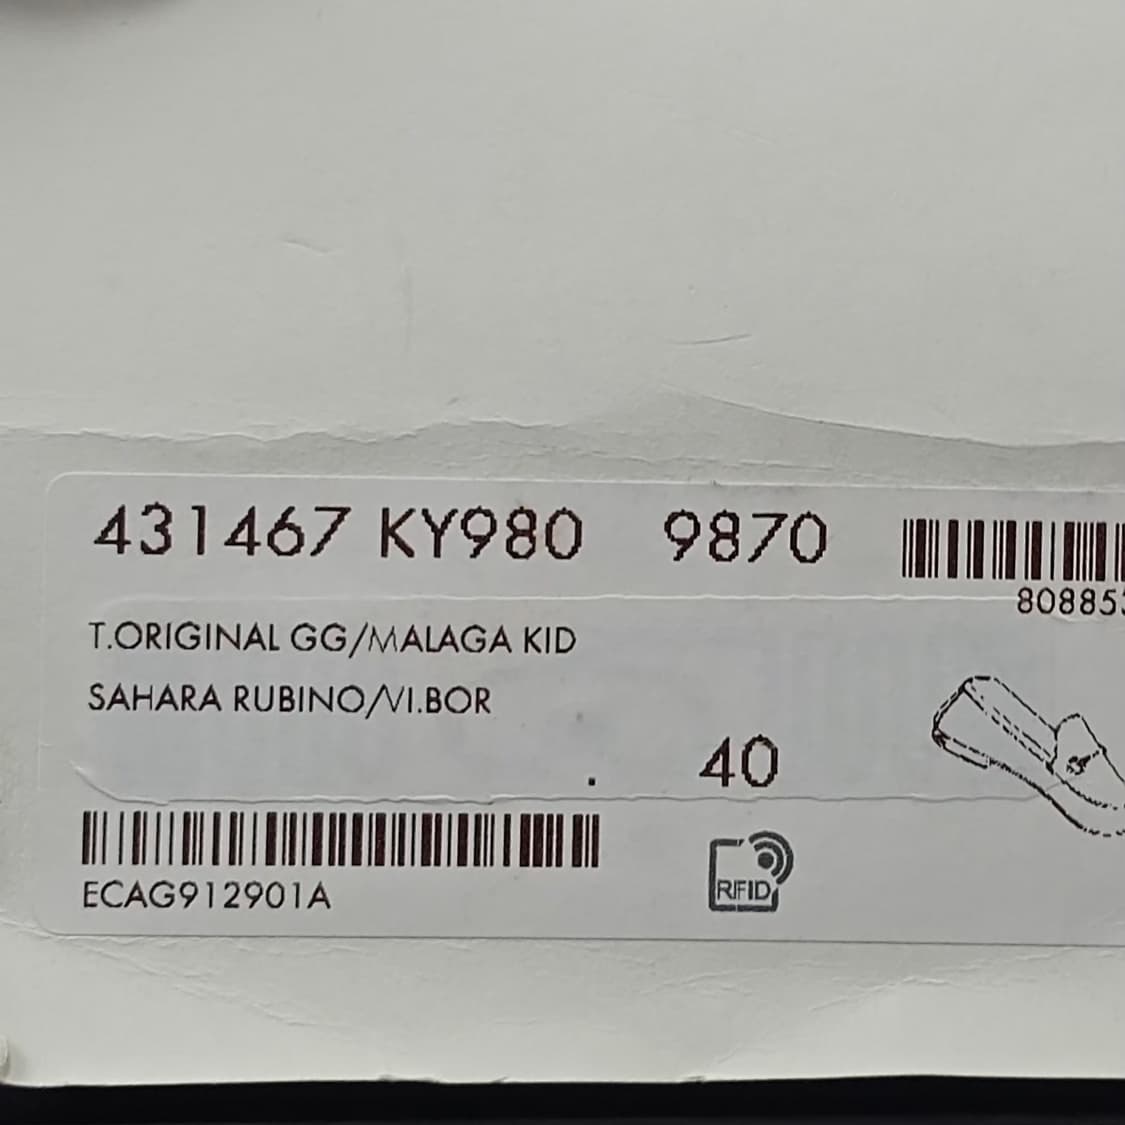 431467 KY980 9870
80885
T.ORIGINAL GG/MALAGA KID
SAHARA RUBINO/VI.BOR
. 40
ECAG912901A
RFID